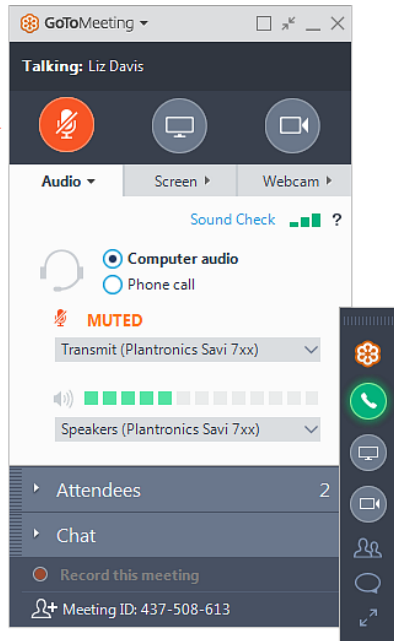 GoToMeeting
Talking: Liz Davis
Audio Screen Webcam
Sound Check ?
Computer audio
Phone call
MUTED
Transmit (Plantronics Savi 7xx)
Speakers (Plantronics Savi 7xx)
Attendees 2
Chat
Record this meeting
Meeting ID: 437-508-613